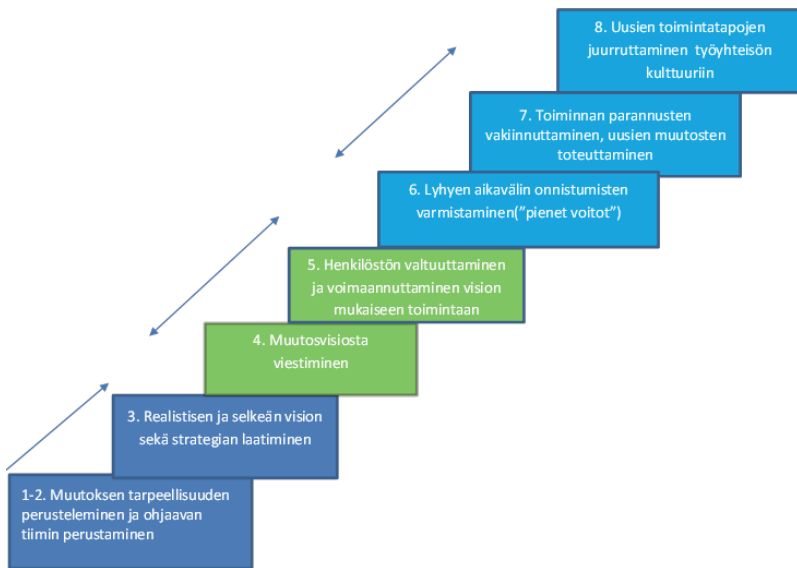 8. Uusien toimintatapojen
juurruttaminen työyhteisön
kulttuuriin
7. Toiminnan parannusten
vakiinnuttaminen, uusien muutosten
toteuttaminen
6. Lyhyen aikavälin onnistumisten
varmistaminen(”pienet voitot”)
5. Henkilöstön valtuuttaminen
ja voimaannuttaminen vision
mukaiseen toimintaan
4. Muutosvisiosta
viestiminen
3. Realistisen ja selkeän vision
sekä strategian laatiminen
1-2. Muutoksen tarpeellisuuden
perusteleminen ja ohjaavan
tiimin perustaminen